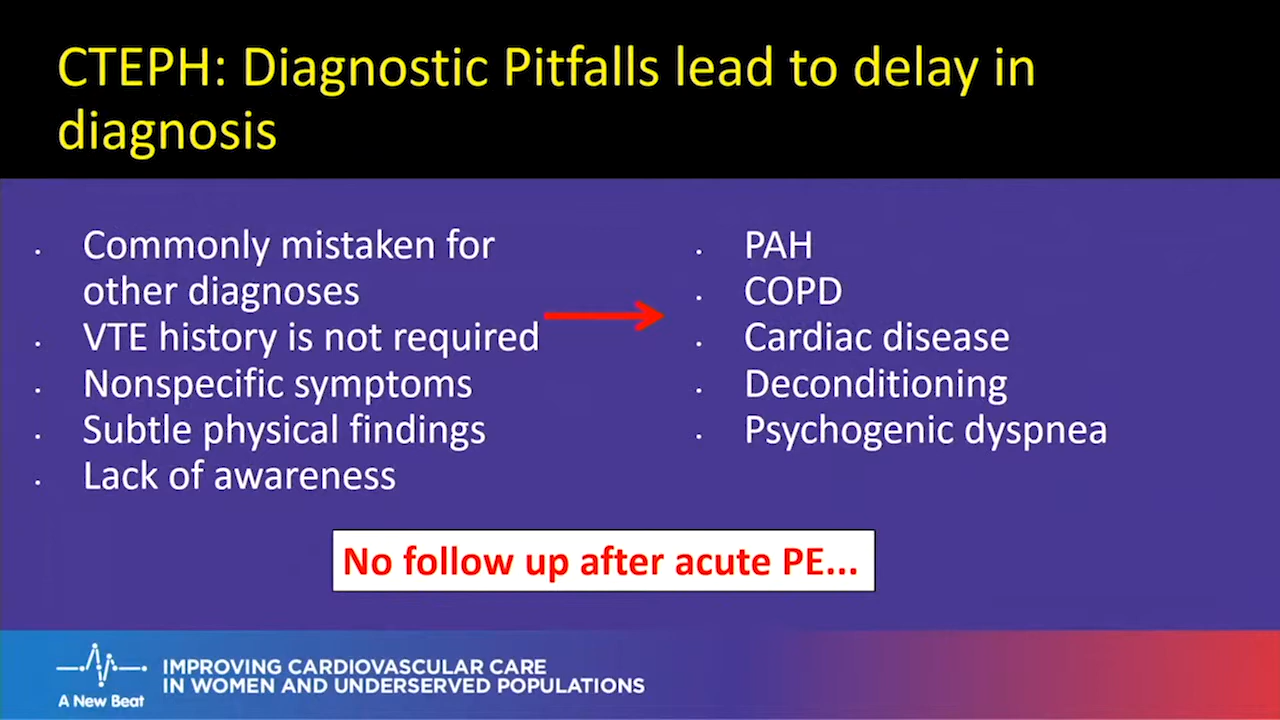 CTEPH: Diagnostic Pitfalls lead to delay in
diagnosis
· Commonly mistaken for
other diagnoses
· VTE history is not required
· Nonspecific symptoms
· Subtle physical findings
· Lack of awareness
· PAH
· COPD
· Cardiac disease
· Deconditioning
· Psychogenic dyspnea
No follow up after acute PE...
A New Beat
IMPROVING CARDIOVASCULAR CARE
IN WOMEN AND UNDERSERVED POPULATIONS